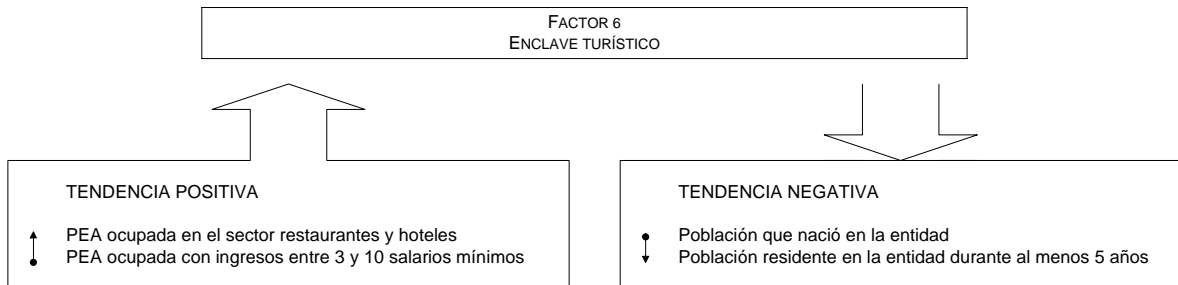 FACTOR 6
ENCLAVE TURÍSTICO
TENDENCIA POSITIVA
PEA ocupada en el sector restaurantes y hoteles
PEA ocupada con ingresos entre 3 y 10 salarios mínimos
TENDENCIA NEGATIVA
Población que nació en la entidad
Población residente en la entidad durante al menos 5 años